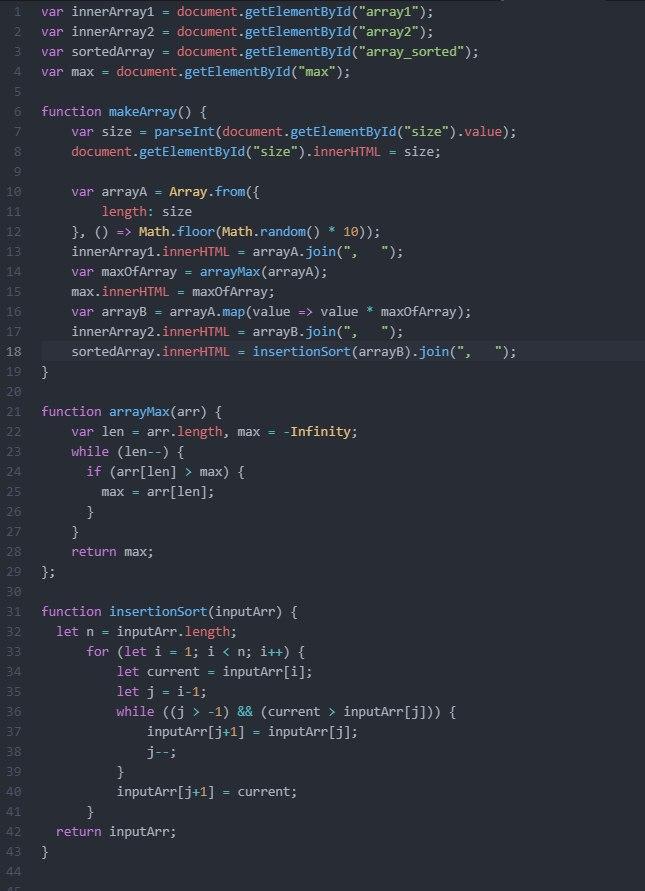 1 var innerArray1 = document.getElementById("array1");
2 var innerArray2 = document.getElementById("array2");
3 var sortedArray = document.getElementById("array_sorted");
4 var max = document.getElementById("max");
5
6 function makeArray() {
7     var size = parseInt(document.getElementById("size").value);
8     document.getElementById("size").innerHTML = size;
9
10     var arrayA = Array.from({
11         length: size
12     }, () => Math.floor(Math.random() * 10));
13     innerArray1.innerHTML = arrayA.join(",   ");
14     var maxOfArray = arrayMax(arrayA);
15     max.innerHTML = maxOfArray;
16     var arrayB = arrayA.map(value => value * maxOfArray);
17     innerArray2.innerHTML = arrayB.join(",   ");
18     sortedArray.innerHTML = insertionSort(arrayB).join(",   ");
19 }
20
21 function arrayMax(arr) {
22     var len = arr.length, max = -Infinity;
23     while (len--) {
24       if (arr[len] > max) {
25         max = arr[len];
26       }
27     }
28     return max;
29 };
30
31 function insertionSort(inputArr) {
32   let n = inputArr.length;
33       for (let i = 1; i < n; i++) {
34           let current = inputArr[i];
35           let j = i-1;
36           while ((j > -1) && (current > inputArr[j])) {
37               inputArr[j+1] = inputArr[j];
38               j--;
39           }
40           inputArr[j+1] = current;
41       }
42   return inputArr;
43 }
44